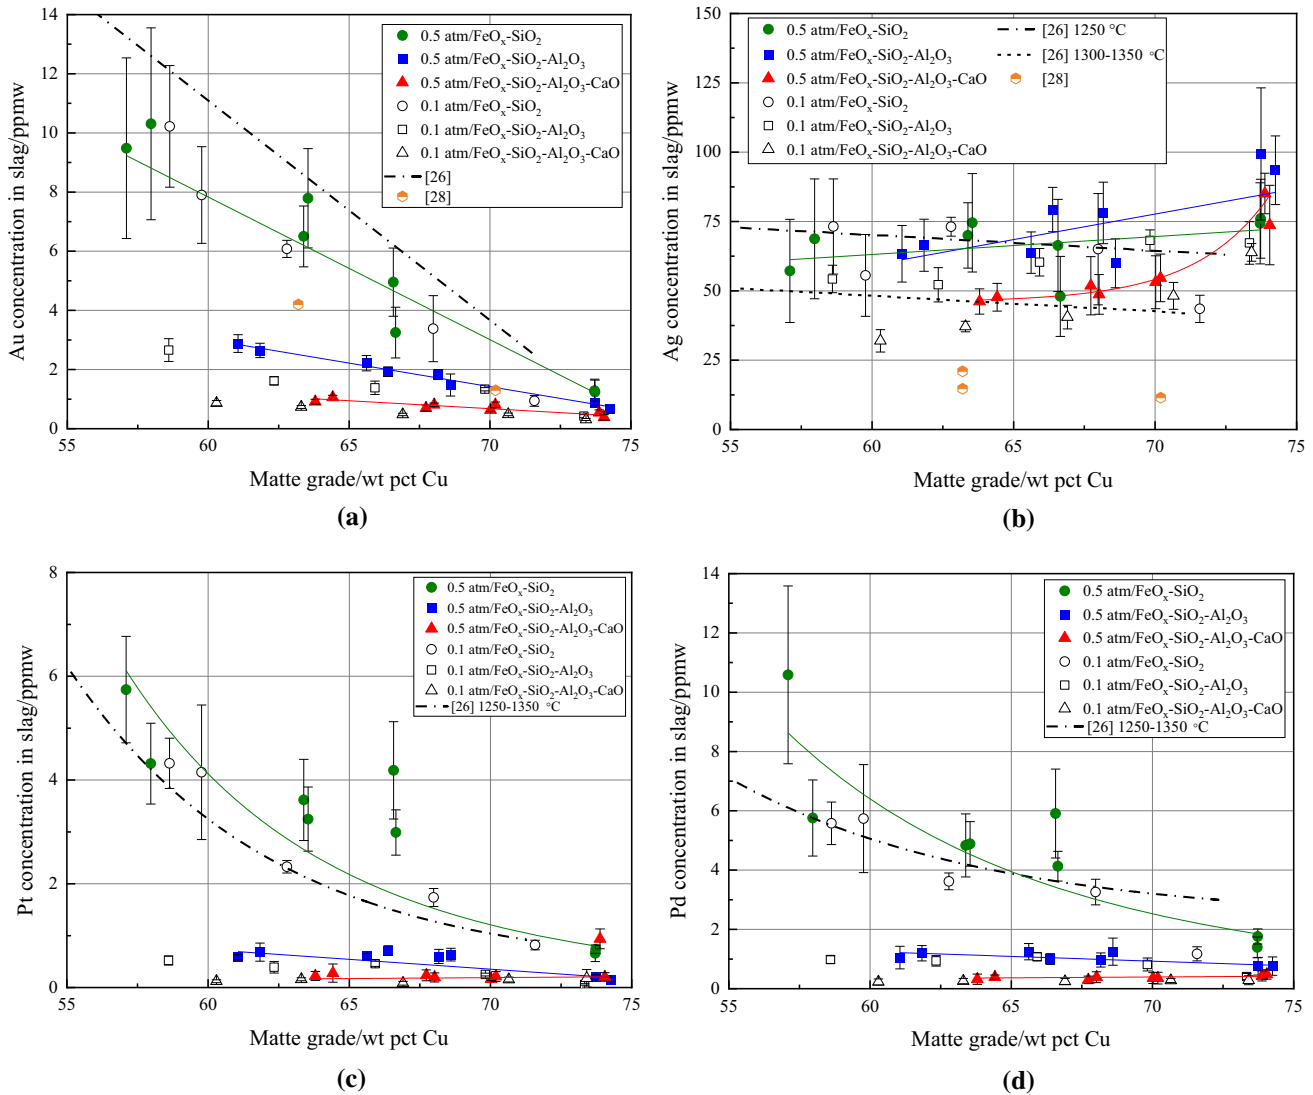 14
12
10
8
6
4
2
0
Au concentration in slag/ppmw
0.5 atm/FeOₓ-SiO₂
0.5 atm/FeOₓ-SiO₂-Al₂O₃
0.5 atm/FeOₓ-SiO₂-Al₂O₃-CaO
0.1 atm/FeOₓ-SiO₂
0.1 atm/FeOₓ-SiO₂-Al₂O₃
0.1 atm/FeOₓ-SiO₂-Al₂O₃-CaO
[26]
[28]
55 60 65 70 75
Matte grade/wt pct Cu
(a)
150
125
100
75
50
25
0
Ag concentration in slag/ppmw
0.5 atm/FeOₓ-SiO₂
0.5 atm/FeOₓ-SiO₂-Al₂O₃
0.5 atm/FeOₓ-SiO₂-Al₂O₃-CaO
0.1 atm/FeOₓ-SiO₂
0.1 atm/FeOₓ-SiO₂-Al₂O₃
0.1 atm/FeOₓ-SiO₂-Al₂O₃-CaO
[26] 1250 °C
[26] 1300-1350 °C
[28]
55 60 65 70 75
Matte grade/wt pct Cu
(b)
8
6
4
2
0
Pt concentration in slag/ppmw
0.5 atm/FeOₓ-SiO₂
0.5 atm/FeOₓ-SiO₂-Al₂O₃
0.5 atm/FeOₓ-SiO₂-Al₂O₃-CaO
0.1 atm/FeOₓ-SiO₂
0.1 atm/FeOₓ-SiO₂-Al₂O₃
0.1 atm/FeOₓ-SiO₂-Al₂O₃-CaO
[26] 1250-1350 °C
55 60 65 70 75
Matte grade/wt pct Cu
(c)
14
12
10
8
6
4
2
0
Pd concentration in slag/ppmw
0.5 atm/FeOₓ-SiO₂
0.5 atm/FeOₓ-SiO₂-Al₂O₃
0.5 atm/FeOₓ-SiO₂-Al₂O₃-CaO
0.1 atm/FeOₓ-SiO₂
0.1 atm/FeOₓ-SiO₂-Al₂O₃
0.1 atm/FeOₓ-SiO₂-Al₂O₃-CaO
[26] 1250-1350 °C
55 60 65 70 75
Matte grade/wt pct Cu
(d)